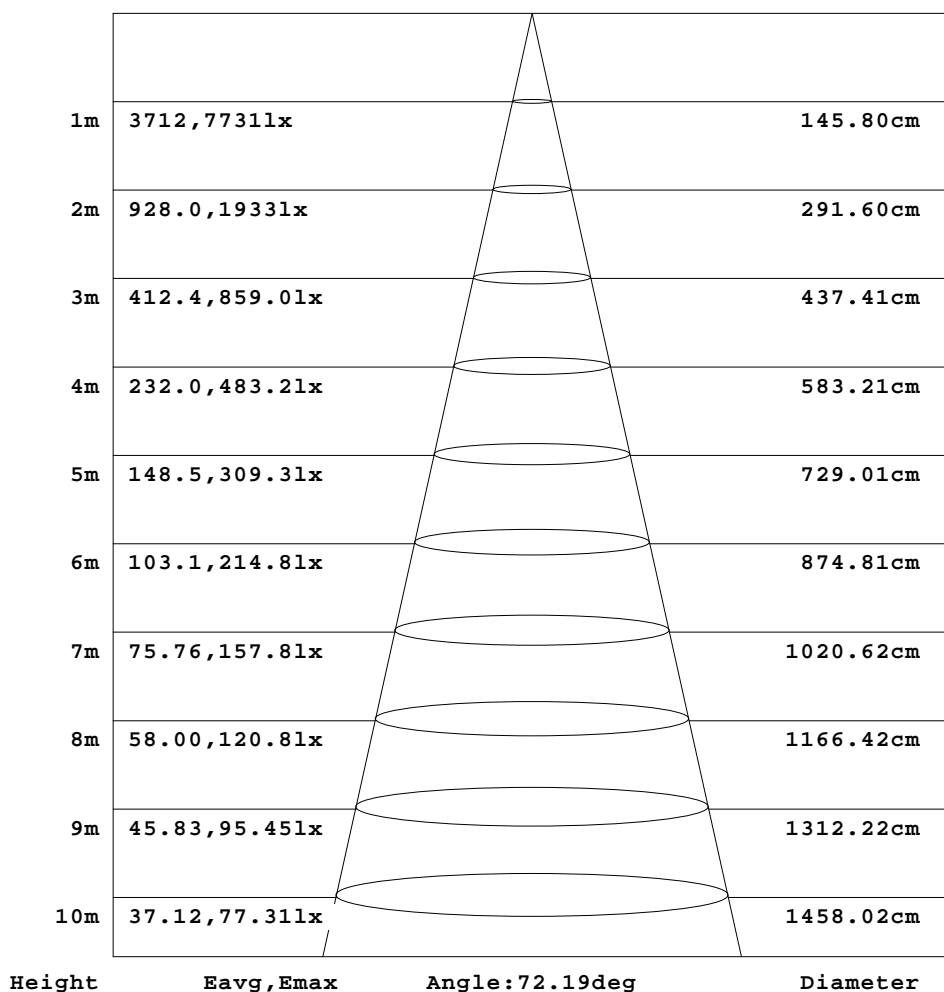 1m 3712,7731lx 145.80cm
2m 928.0,1933lx 291.60cm
3m 412.4,859.0lx 437.41cm
4m 232.0,483.2lx 583.21cm
5m 148.5,309.3lx 729.01cm
6m 103.1,214.8lx 874.81cm
7m 75.76,157.8lx 1020.62cm
8m 58.00,120.8lx 1166.42cm
9m 45.83,95.45lx 1312.22cm
10m 37.12,77.31lx 1458.02cm
Height Eavg,Emax Angle:72.19deg Diameter